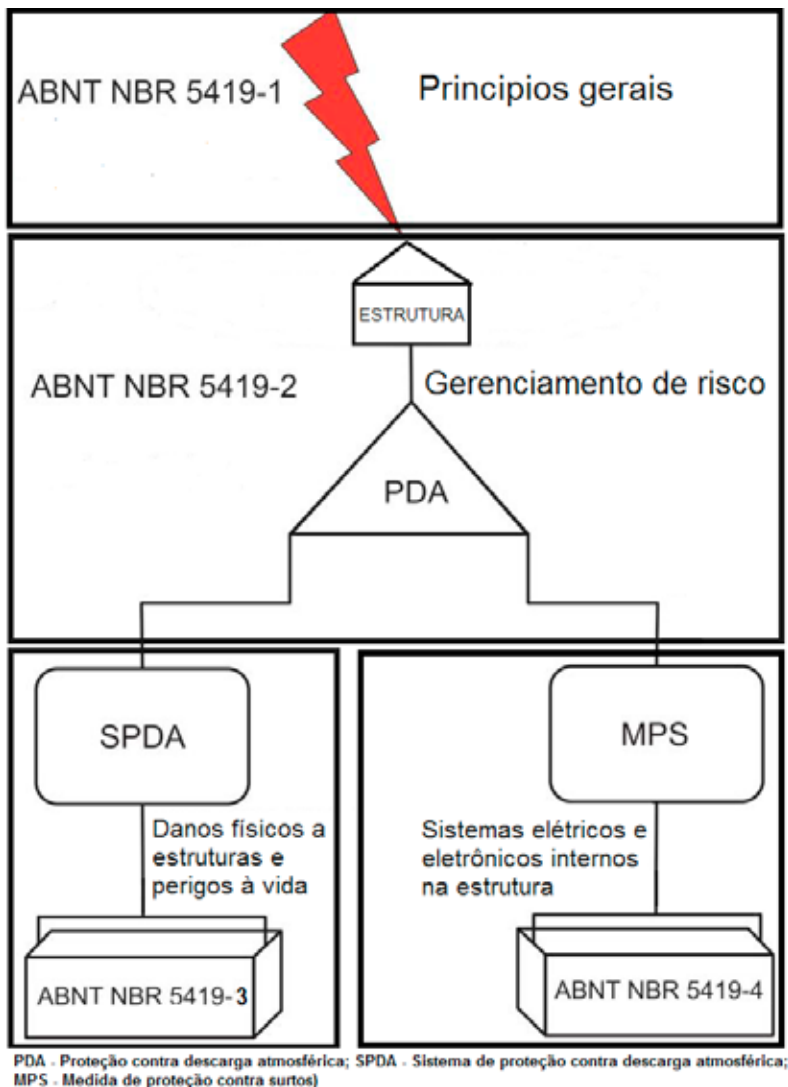 ABNT NBR 5419-1
Principios gerais
ESTRUTURA
ABNT NBR 5419-2
Gerenciamento de risco
PDA
SPDA
MPS
Danos físicos a
estruturas e
perigos à vida
Sistemas elétricos e
eletrônicos internos
na estrutura
ABNT NBR 5419-3
ABNT NBR 5419-4
PDA - Proteção contra descarga atmosférica; SPDA - Sistema de proteção contra descarga atmosférica;
MPS - Medida de proteção contra surtos)